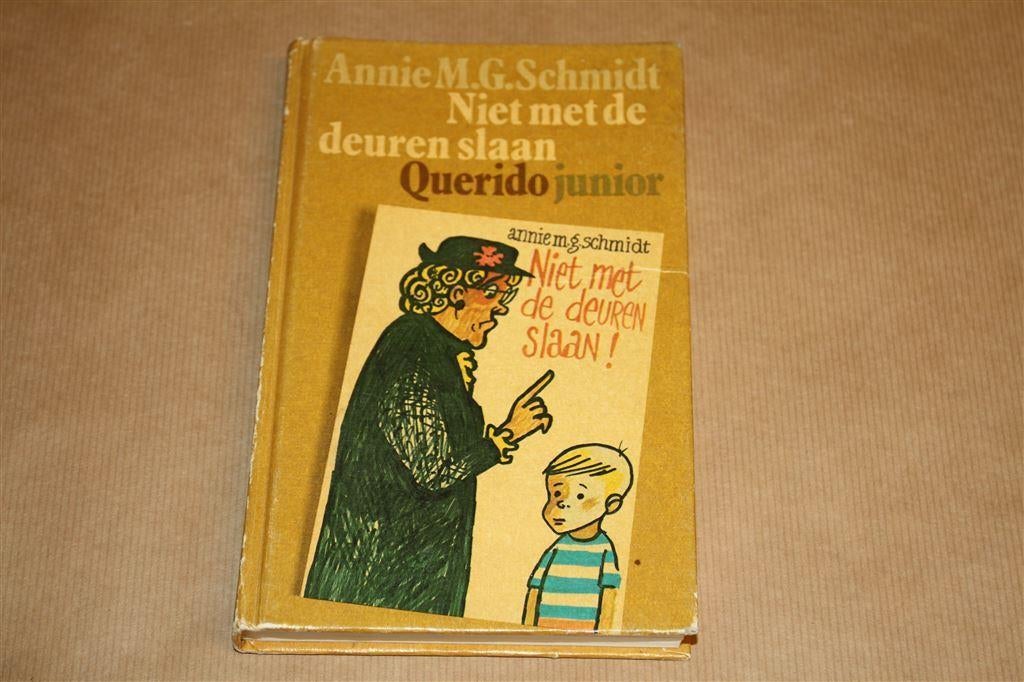 Annie M.G. Schmidt
Niet met de
deuren slaan
Querido junior
annie m.g. schmidt
Niet met
de deuren
slaan!